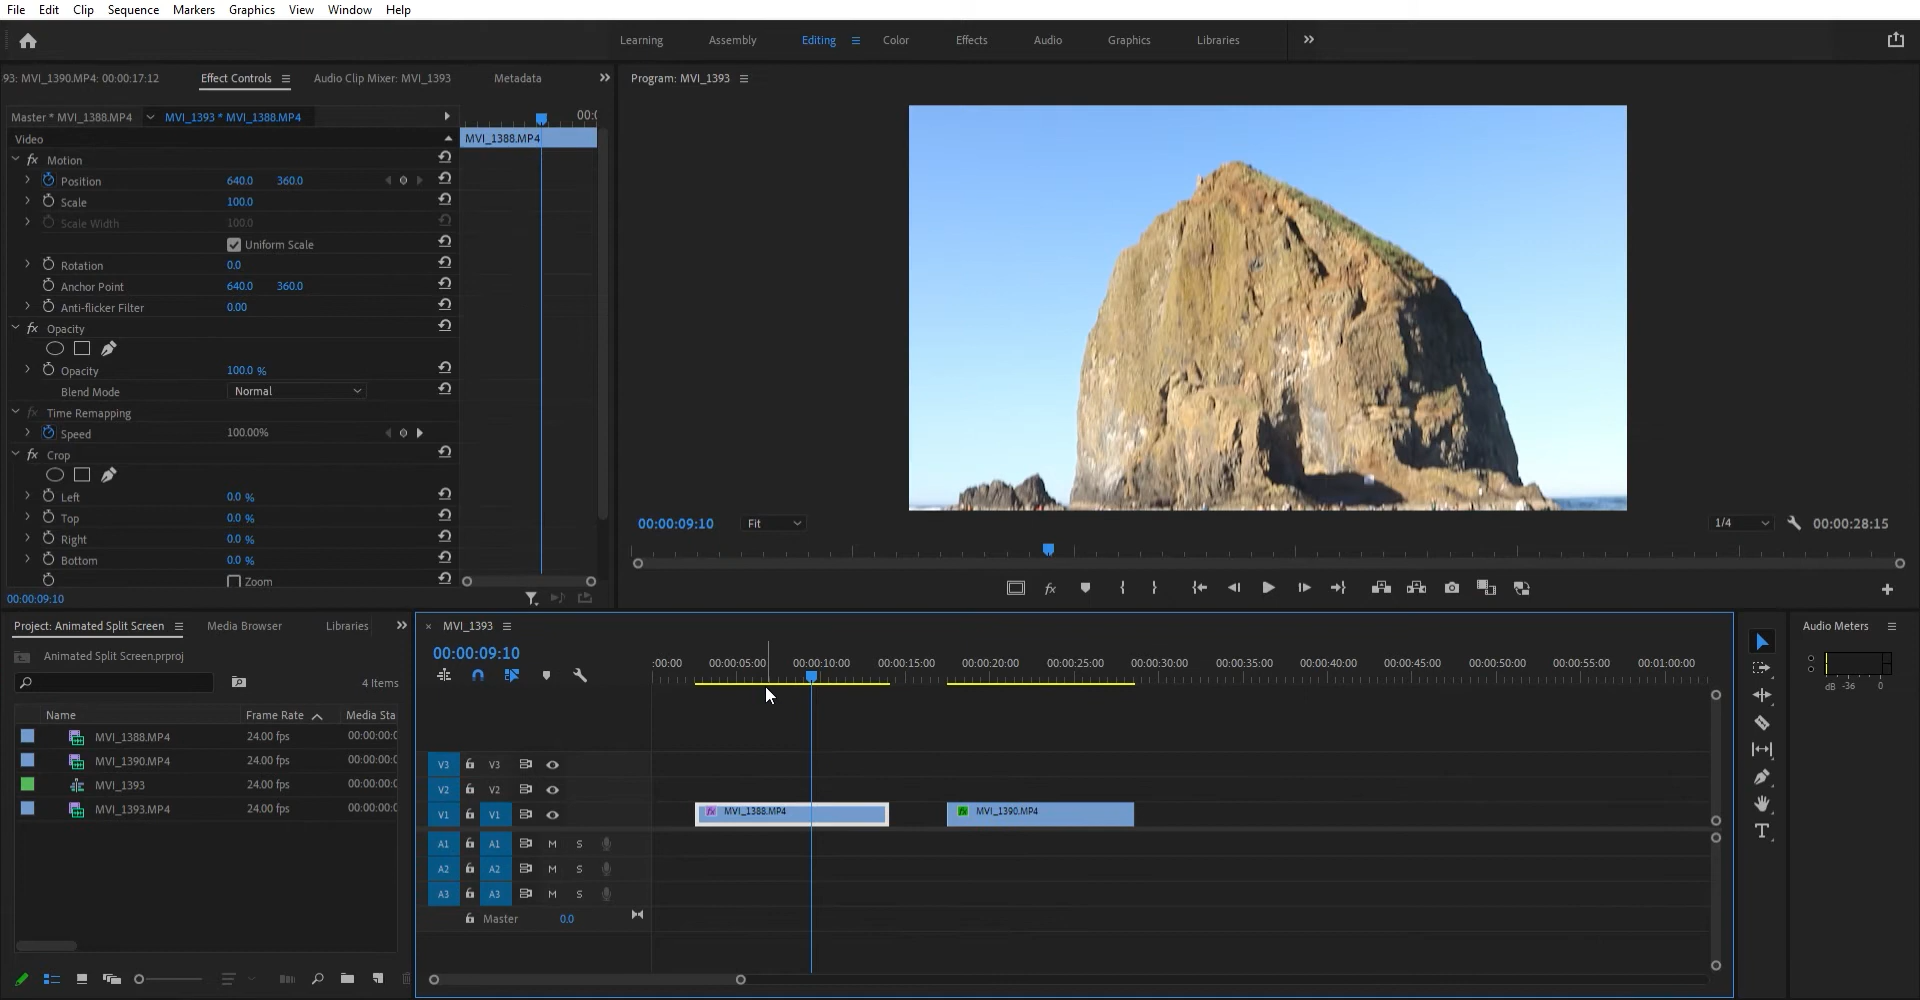 File Edit Clip Sequence Markers Graphics View Window Help
Learning Assembly Editing Color Effects Audio Graphics Libraries
93: MVI_1390.MP4: 00:00:17:12 Effect Controls Audio Clip Mixer: MVI_1393 Metadata
Program: MVI_1393
Master * MVI_1388.MP4 MVI_1393 * MVI_1388.MP4
Video
MVI_1388.MP4
fx Motion
Position 640.0 360.0
Scale 100.0
Scale Width 100.0
Uniform Scale
Rotation 0.0
Anchor Point 640.0 360.0
Anti-flicker Filter 0.00
fx Opacity
Opacity 100.0 %
Blend Mode Normal
fx Time Remapping
Speed 100.00%
fx Crop
Left 0.0 %
Top 0.0 %
Right 0.0 %
Bottom 0.0 %
Zoom
00:00:09:10
00:00:09:10 Fit 1/4 00:00:28:15
fx
Project: Animated Split Screen Media Browser Libraries
Animated Split Screen.prproj
4 Items
Name Frame Rate Media Sta
MVI_1388.MP4 24.00 fps 00:00:00:0
MVI_1390.MP4 24.00 fps 00:00:00:0
MVI_1393 24.00 fps 00:00:00:0
MVI_1393.MP4 24.00 fps 00:00:00:0
× MVI_1393
00:00:09:10
:00:00 00:00:05:00 00:00:10:00 00:00:15:00 00:00:20:00 00:00:25:00 00:00:30:00 00:00:35:00 00:00:40:00 00:00:45:00 00:00:50:00 00:00:55:00 00:01:00:00
V3 V3
V2 V2
V1 V1 fx MVI_1388.MP4 fx MVI_1390.MP4
A1 A1 M S
A2 A2 M S
A3 A3 M S
Master 0.0
T
Audio Meters
dB -36 0